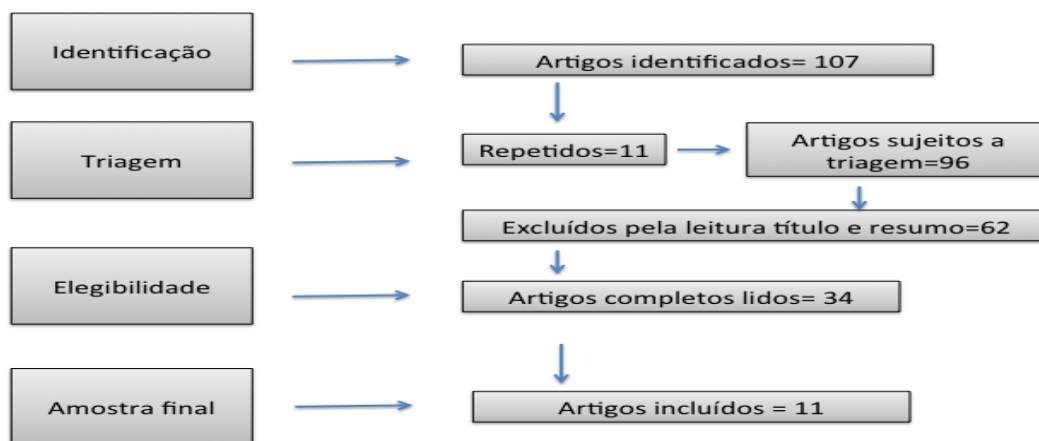 Identificação
Artigos identificados= 107
Triagem
Repetidos=11
Artigos sujeitos a
triagem=96
Excluídos pela leitura título e resumo=62
Elegibilidade
Artigos completos lidos= 34
Amostra final
Artigos incluídos = 11